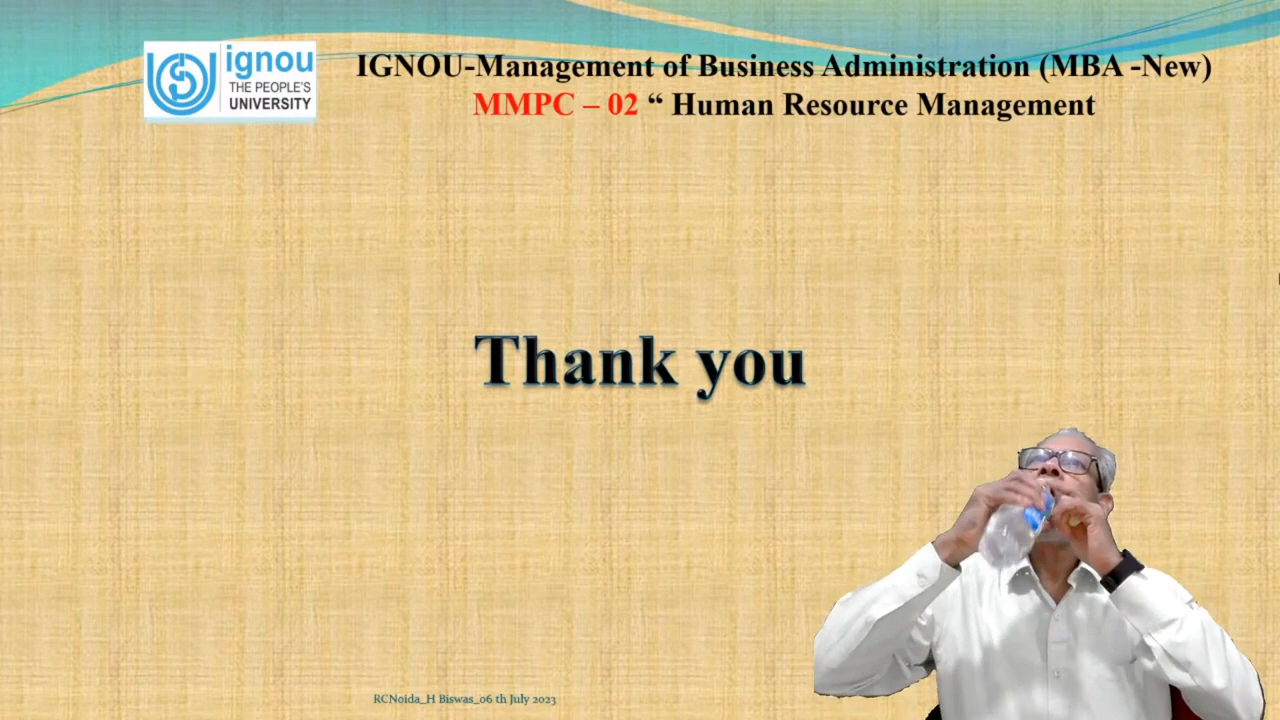 ignou
THE PEOPLE'S
UNIVERSITY
IGNOU-Management of Business Administration (MBA -New)
MMPC – 02 “ Human Resource Management
Thank you
RCNoida_H Biswas_06 th July 2023